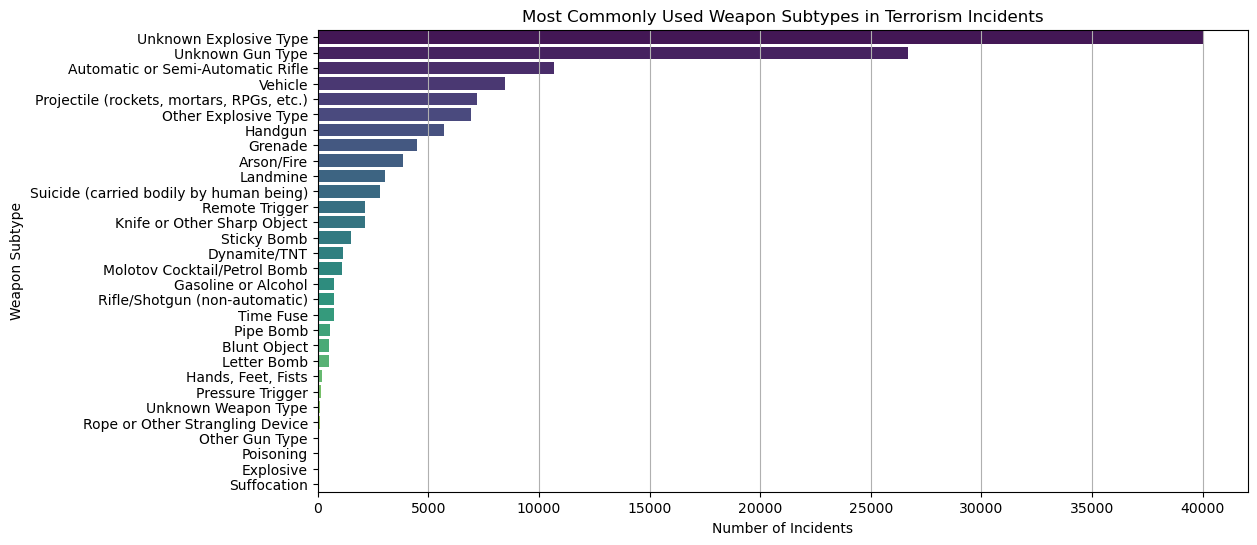 Most Commonly Used Weapon Subtypes in Terrorism Incidents
Weapon Subtype
Unknown Explosive Type
Unknown Gun Type
Automatic or Semi-Automatic Rifle
Vehicle
Projectile (rockets, mortars, RPGs, etc.)
Other Explosive Type
Handgun
Grenade
Arson/Fire
Landmine
Suicide (carried bodily by human being)
Remote Trigger
Knife or Other Sharp Object
Sticky Bomb
Dynamite/TNT
Molotov Cocktail/Petrol Bomb
Gasoline or Alcohol
Rifle/Shotgun (non-automatic)
Time Fuse
Pipe Bomb
Blunt Object
Letter Bomb
Hands, Feet, Fists
Pressure Trigger
Unknown Weapon Type
Rope or Other Strangling Device
Other Gun Type
Poisoning
Explosive
Suffocation
0 5000 10000 15000 20000 25000 30000 35000 40000
Number of Incidents